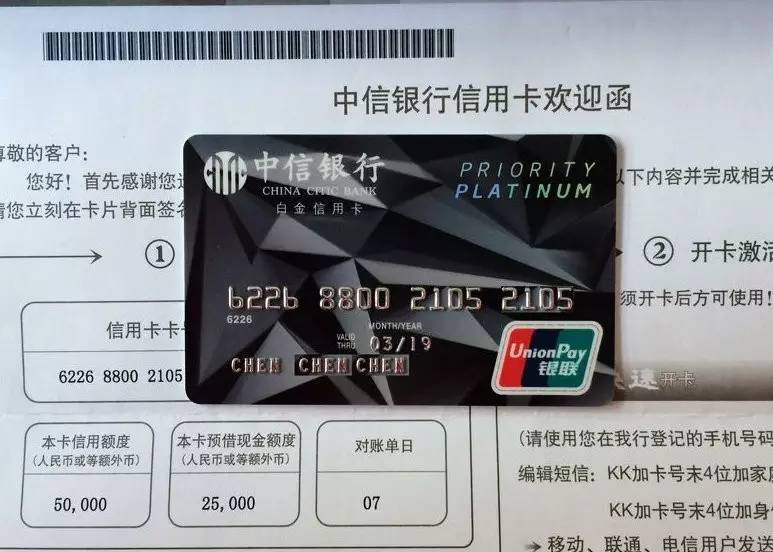 中信银行信用卡欢迎函
尊敬的客户:
您好!首先感谢您
以下内容并完成相关
请您立刻在卡片背面签名
①
② 开卡激活
须开卡后方可使用!
中信银行
CHINA CITIC BANK
白金信用卡
PRIORITY
PLATINUM
6226 8800 2105 2105
6226
MONTH/YEAR
VALID THRU 03/19
CHEN CHEN CHEN
UnionPay
银联
信用卡卡
6226 8800 2105
速开卡
本卡信用额度
(人民币或等额外币)
50,000
本卡预借现金额度
(人民币或等额外币)
25,000
对账单日
07
(请使用您在我行登记的手机号码
编辑短信: KK加卡号末4位加家庭
KK加卡号末4位加身份
移动、联通、电信用户发送